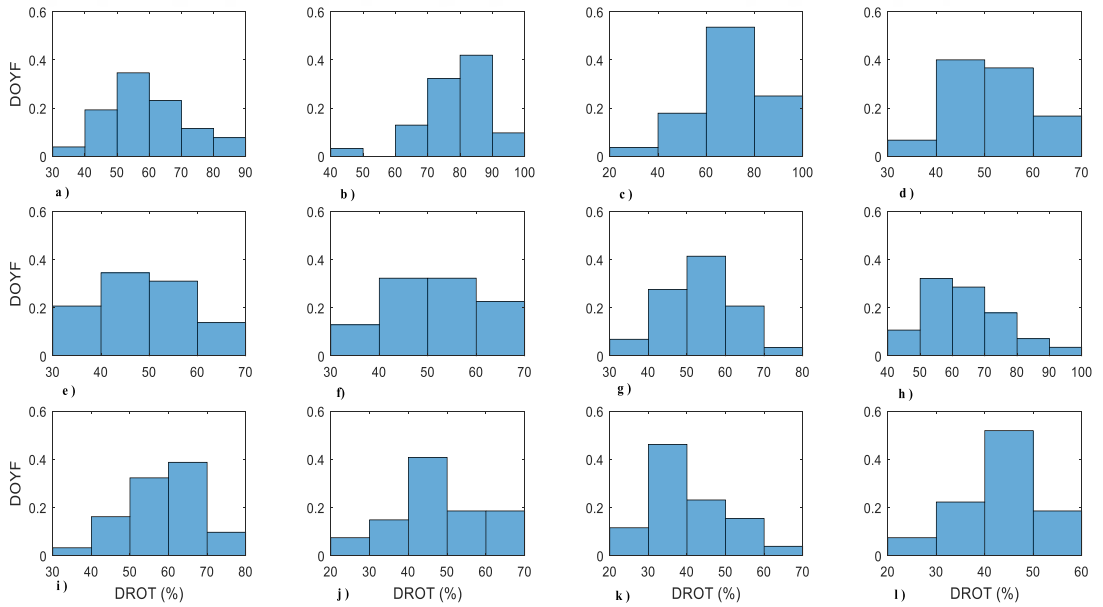 0.6 0.6 0.6 0.6
0.4 0.4 0.4 0.4
DOYF
0.2 0.2 0.2 0.2
0 0 0 0
30 40 50 60 70 80 90 40 50 60 70 80 90 100 20 40 60 80 100 30 40 50 60 70
a ) b ) c ) d )
0.6 0.6 0.6 0.6
0.4 0.4 0.4 0.4
DOYF
0.2 0.2 0.2 0.2
0 0 0 0
30 40 50 60 70 30 40 50 60 70 30 40 50 60 70 80 40 50 60 70 80 90 100
e ) f) g ) h )
0.6 0.6 0.6 0.6
0.4 0.4 0.4 0.4
DOYF
0.2 0.2 0.2 0.2
0 0 0 0
30 40 50 60 70 80 20 30 40 50 60 70 20 30 40 50 60 70 20 30 40 50 60
i ) DROT (%) j ) DROT (%) k ) DROT (%) l ) DROT (%)